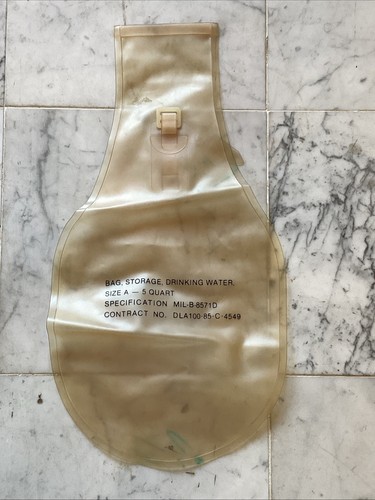 BAG, STORAGE, DRINKING WATER.
SIZE A — 5 QUART
SPECIFICATION MIL-B-8571D
CONTRACT NO. DLA100-85-C-4549